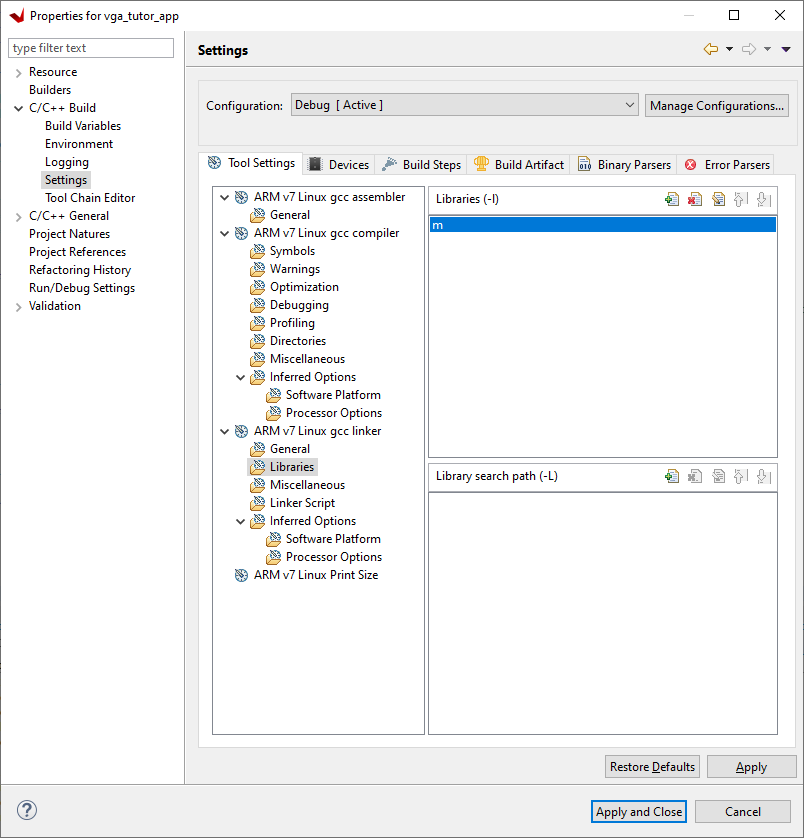 Properties for vga_tutor_app
type filter text
Resource
Builders
C/C++ Build
Build Variables
Environment
Logging
Settings
Tool Chain Editor
C/C++ General
Project Natures
Project References
Refactoring History
Run/Debug Settings
Validation
Settings
Configuration: Debug [ Active ] Manage Configurations...
Tool Settings Devices Build Steps Build Artifact Binary Parsers Error Parsers
ARM v7 Linux gcc assembler
General
ARM v7 Linux gcc compiler
Symbols
Warnings
Optimization
Debugging
Profiling
Directories
Miscellaneous
Inferred Options
Software Platform
Processor Options
ARM v7 Linux gcc linker
General
Libraries
Miscellaneous
Linker Script
Inferred Options
Software Platform
Processor Options
ARM v7 Linux Print Size
Libraries (-l)
m
Library search path (-L)
Restore Defaults Apply
Apply and Close Cancel